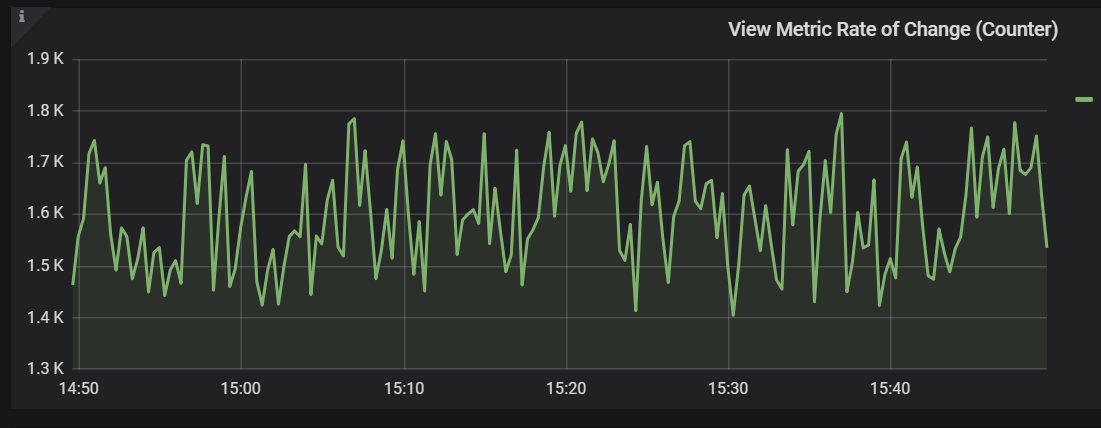 i
View Metric Rate of Change (Counter)
1.9 K
1.8 K
1.7 K
1.6 K
1.5 K
1.4 K
1.3 K
14:50 15:00 15:10 15:20 15:30 15:40